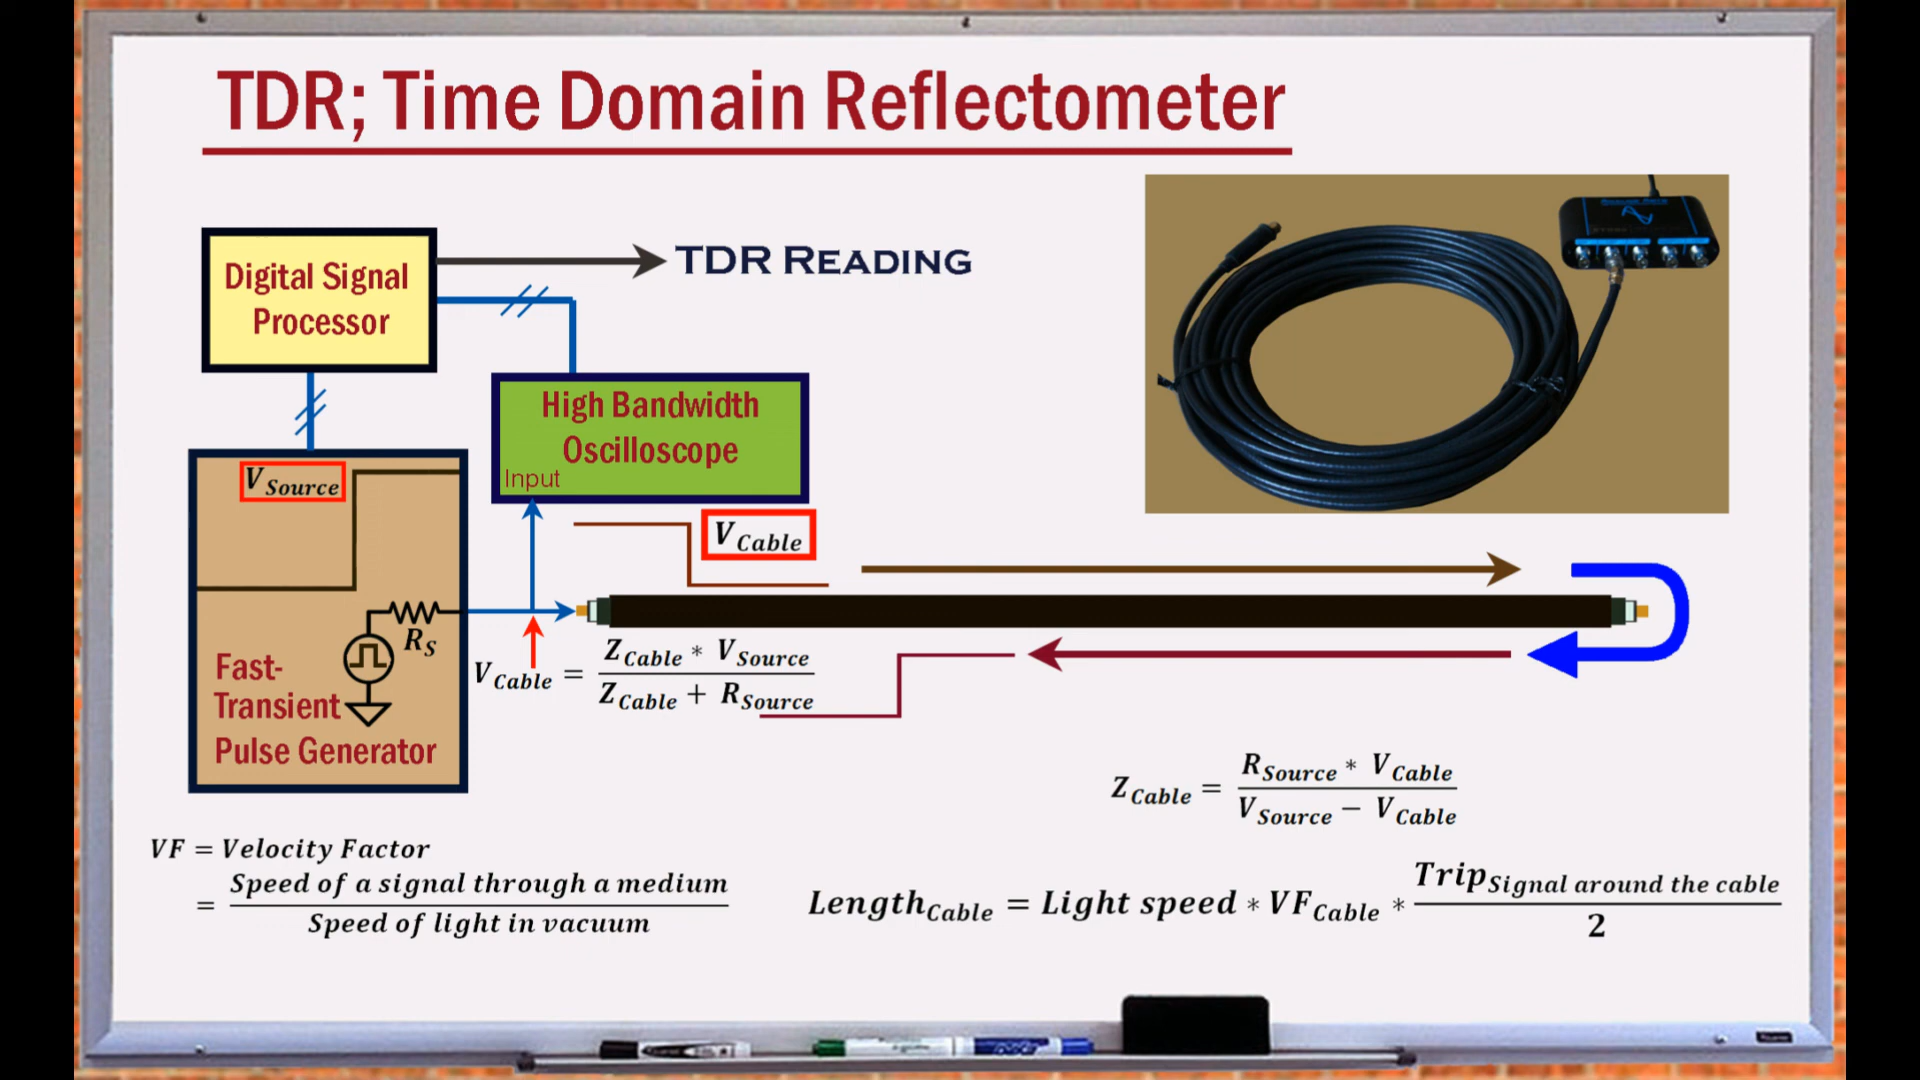 TDR; Time Domain Reflectometer
Digital Signal
Processor
TDR READING
High Bandwidth
Oscilloscope
Input
V_Source
V_Cable
R_S
Fast-
Transient
Pulse Generator
V_Cable = (Z_Cable * V_Source) / (Z_Cable + R_Source)
Z_Cable = (R_Source * V_Cable) / (V_Source − V_Cable)
VF = Velocity Factor
= Speed of a signal through a medium / Speed of light in vacuum
Length_Cable = Light speed * VF_Cable * Trip_Signal around the cable / 2